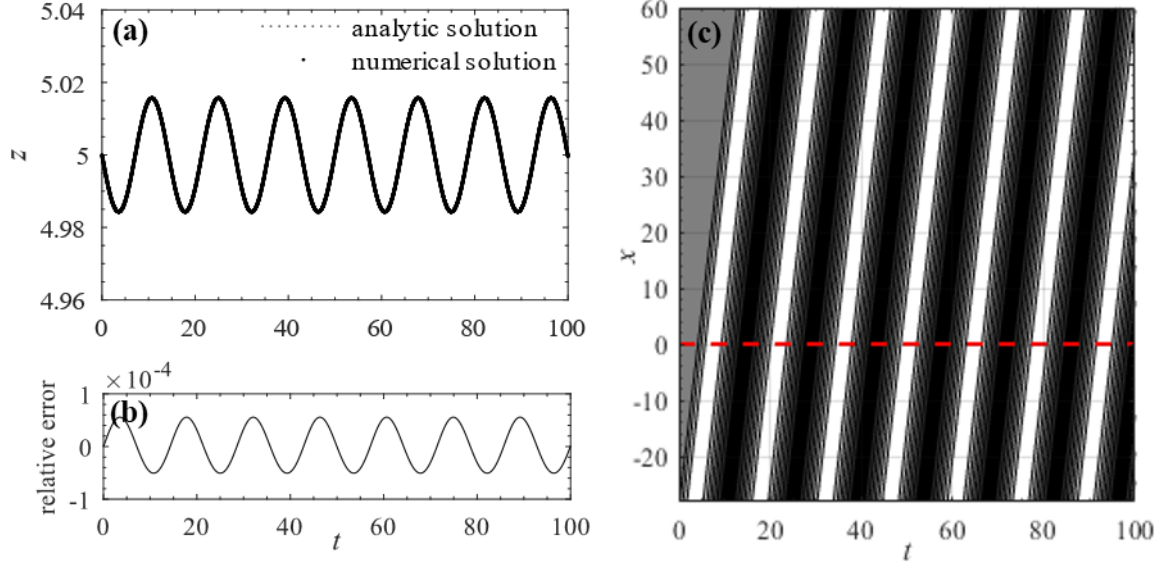 (a)
analytic solution
numerical solution
5.04
5.02
5
4.98
4.96
z
0 20 40 60 80 100
×10-4
(b)
1
0
-1
relative error
0 20 40 60 80 100
t
(c)
60
50
40
30
20
10
0
-10
-20
x
0 20 40 60 80 100
t